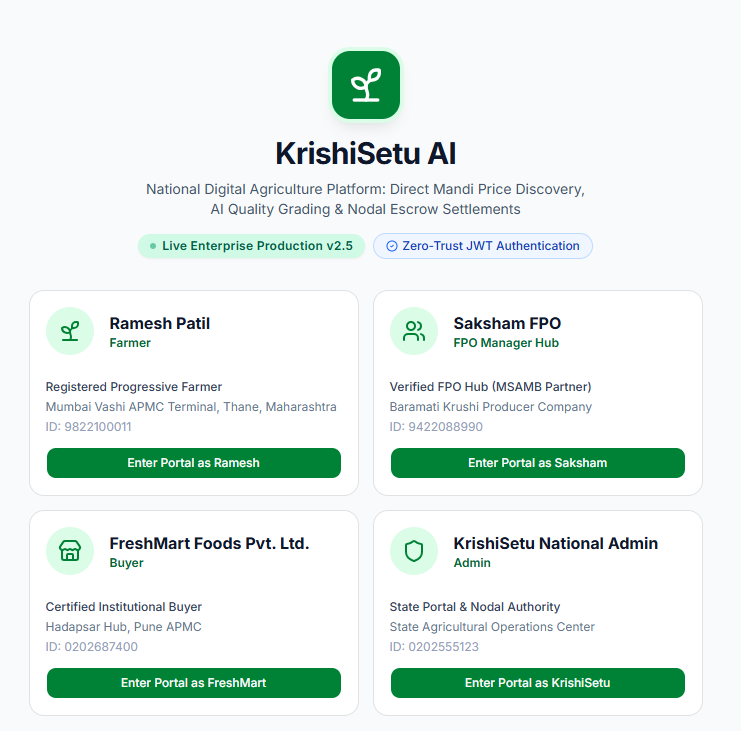 KrishiSetu AI
National Digital Agriculture Platform: Direct Mandi Price Discovery,
AI Quality Grading & Nodal Escrow Settlements
Live Enterprise Production v2.5
Zero-Trust JWT Authentication
Ramesh Patil
Farmer
Registered Progressive Farmer
Mumbai Vashi APMC Terminal, Thane, Maharashtra
ID: 9822100011
Enter Portal as Ramesh
Saksham FPO
FPO Manager Hub
Verified FPO Hub (MSAMB Partner)
Baramati Krushi Producer Company
ID: 9422088990
Enter Portal as Saksham
FreshMart Foods Pvt. Ltd.
Buyer
Certified Institutional Buyer
Hadapsar Hub, Pune APMC
ID: 0202687400
Enter Portal as FreshMart
KrishiSetu National Admin
Admin
State Portal & Nodal Authority
State Agricultural Operations Center
ID: 0202555123
Enter Portal as KrishiSetu